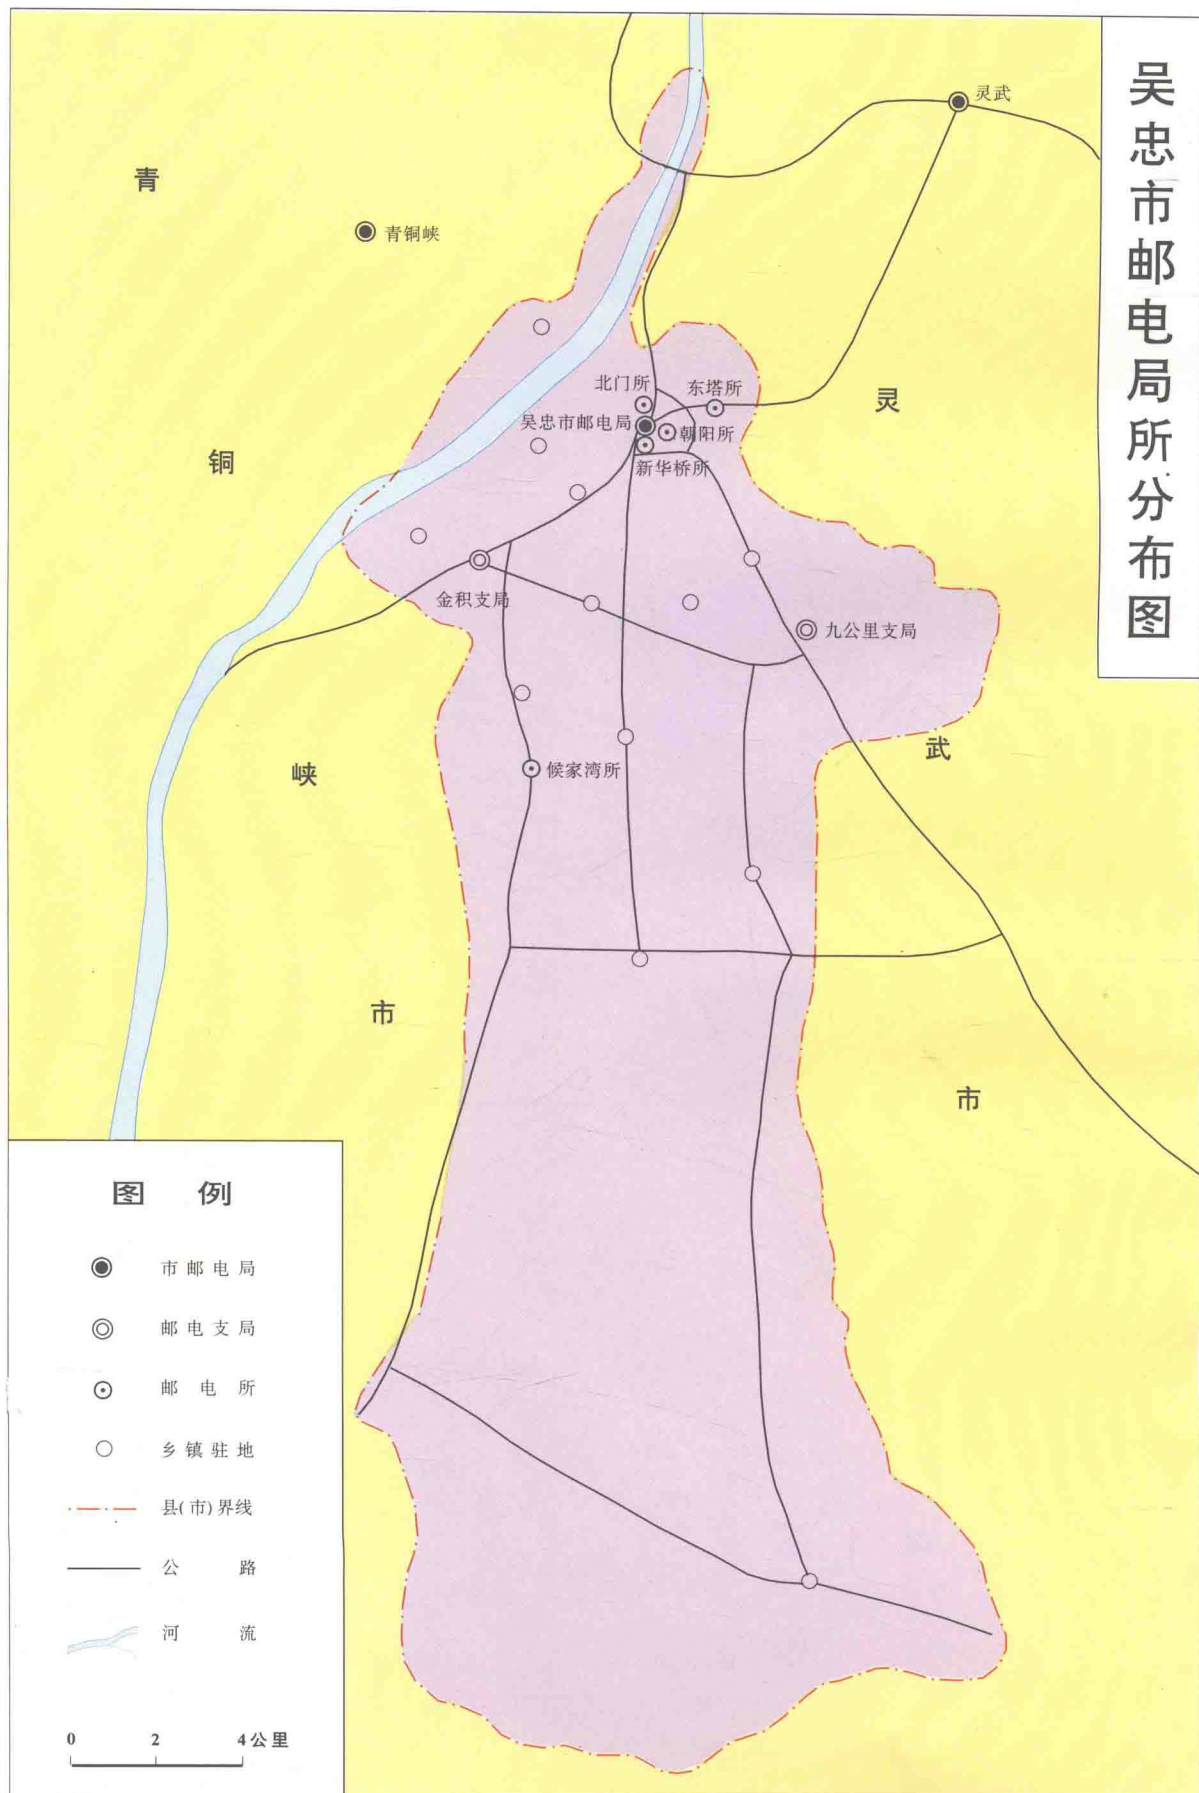 吴忠市邮电局所分布图
灵武
青
青铜峡
北门所
东塔所
灵
吴忠市邮电局
朝阳所
铜
新华桥所
金积支局
九公里支局
武
峡
候家湾所
市
市
图 例
市邮电局
邮电支局
邮电所
乡镇驻地
县(市)界线
公路
河流
0 2 4公里